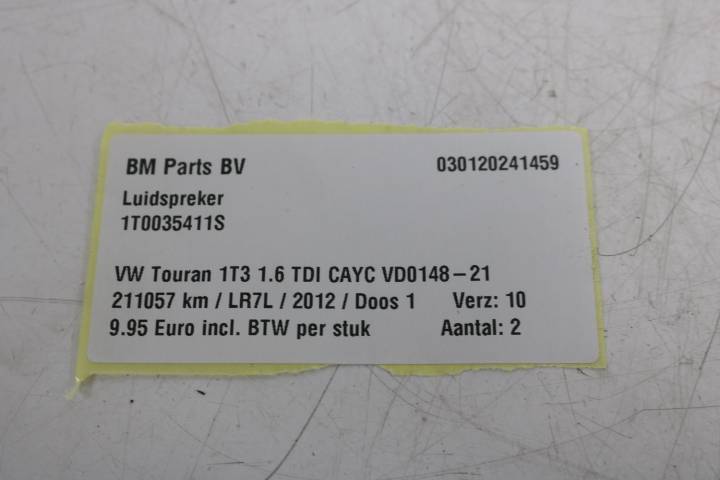 BM Parts BV 030120241459
Luidspreker
1T0035411S
VW Touran 1T3 1.6 TDI CAYC VD0148-21
211057 km / LR7L / 2012 / Doos 1 Verz: 10
9.95 Euro incl. BTW per stuk Aantal: 2